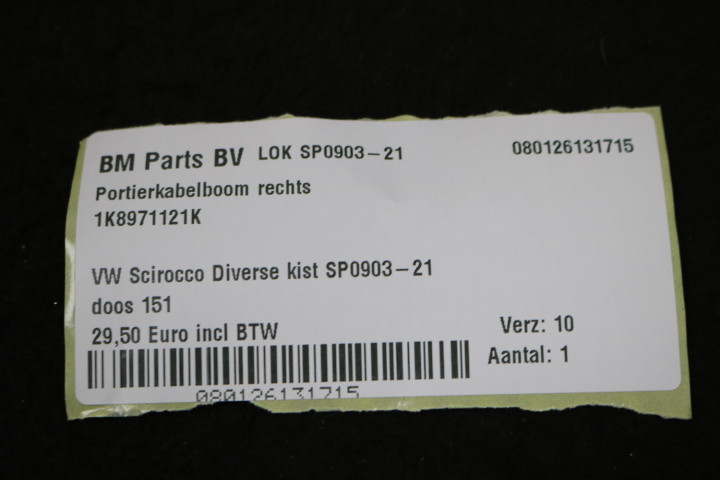 BM Parts BV LOK SP0903-21 080126131715
Portierkabelboom rechts
1K8971121K
VW Scirocco Diverse kist SP0903-21
doos 151
29,50 Euro incl BTW Verz: 10
Aantal: 1
080126131715